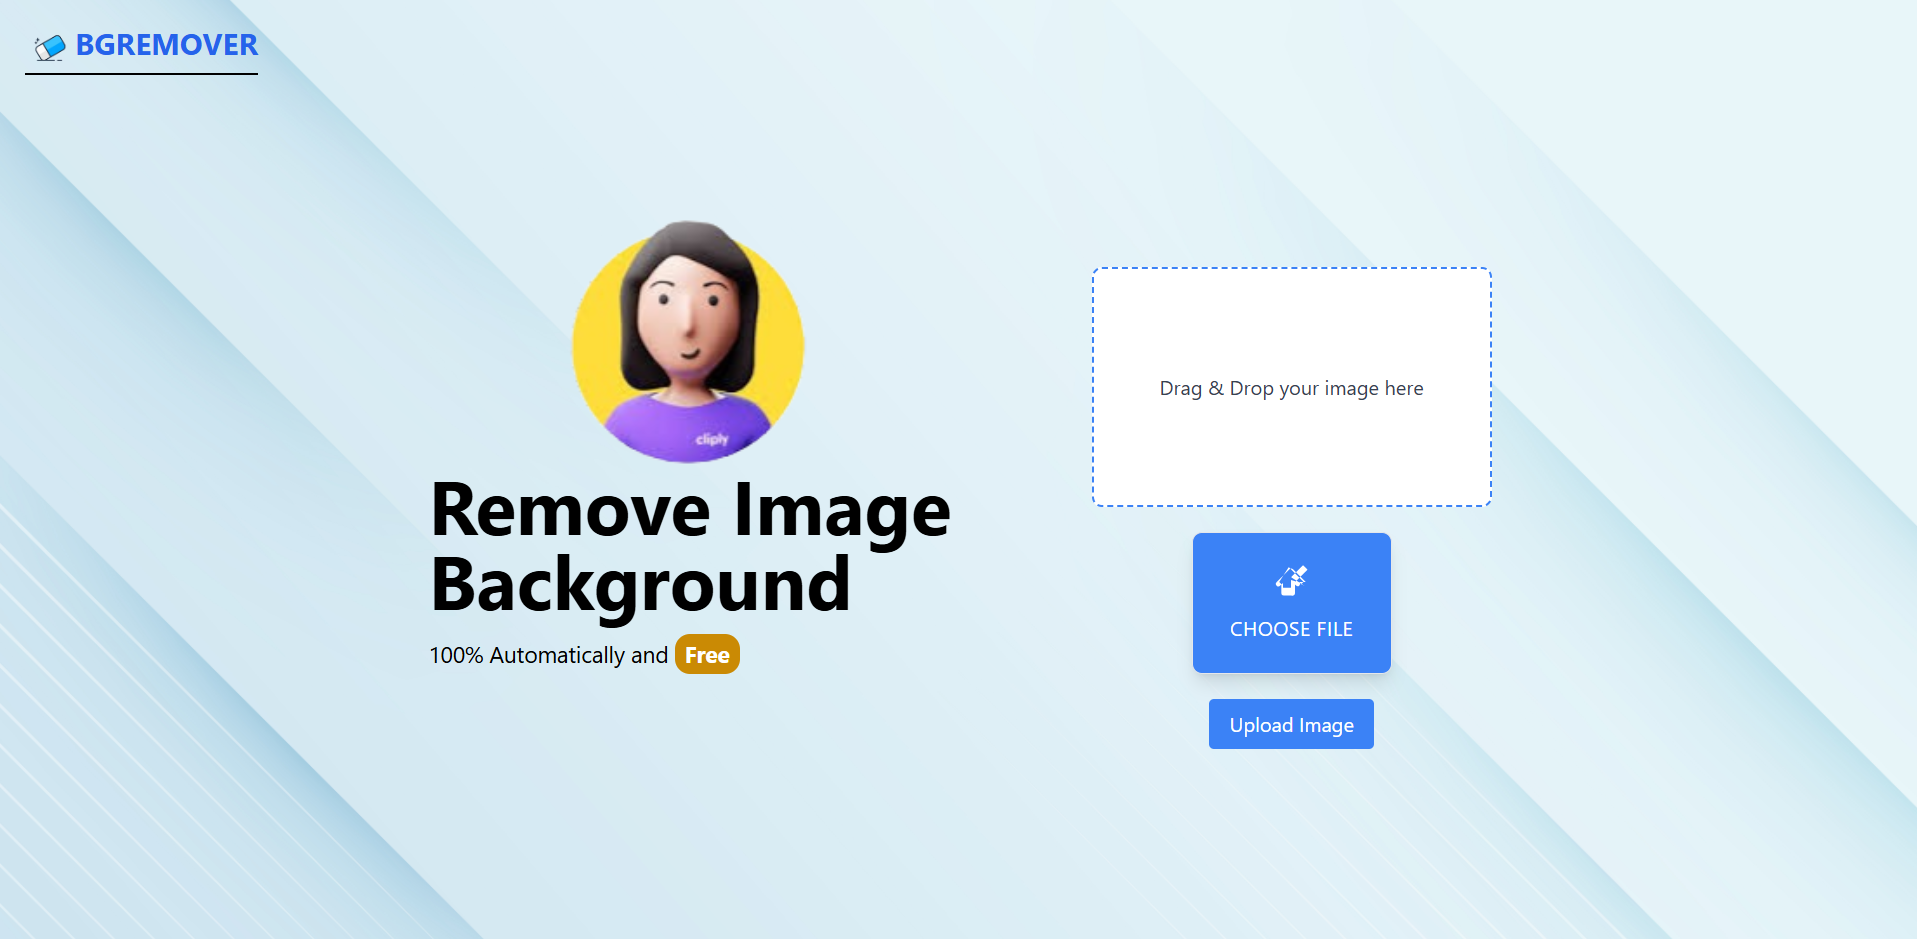 BGREMOVER
cliply
Remove Image
Background
100% Automatically and Free
Drag & Drop your image here
CHOOSE FILE
Upload Image